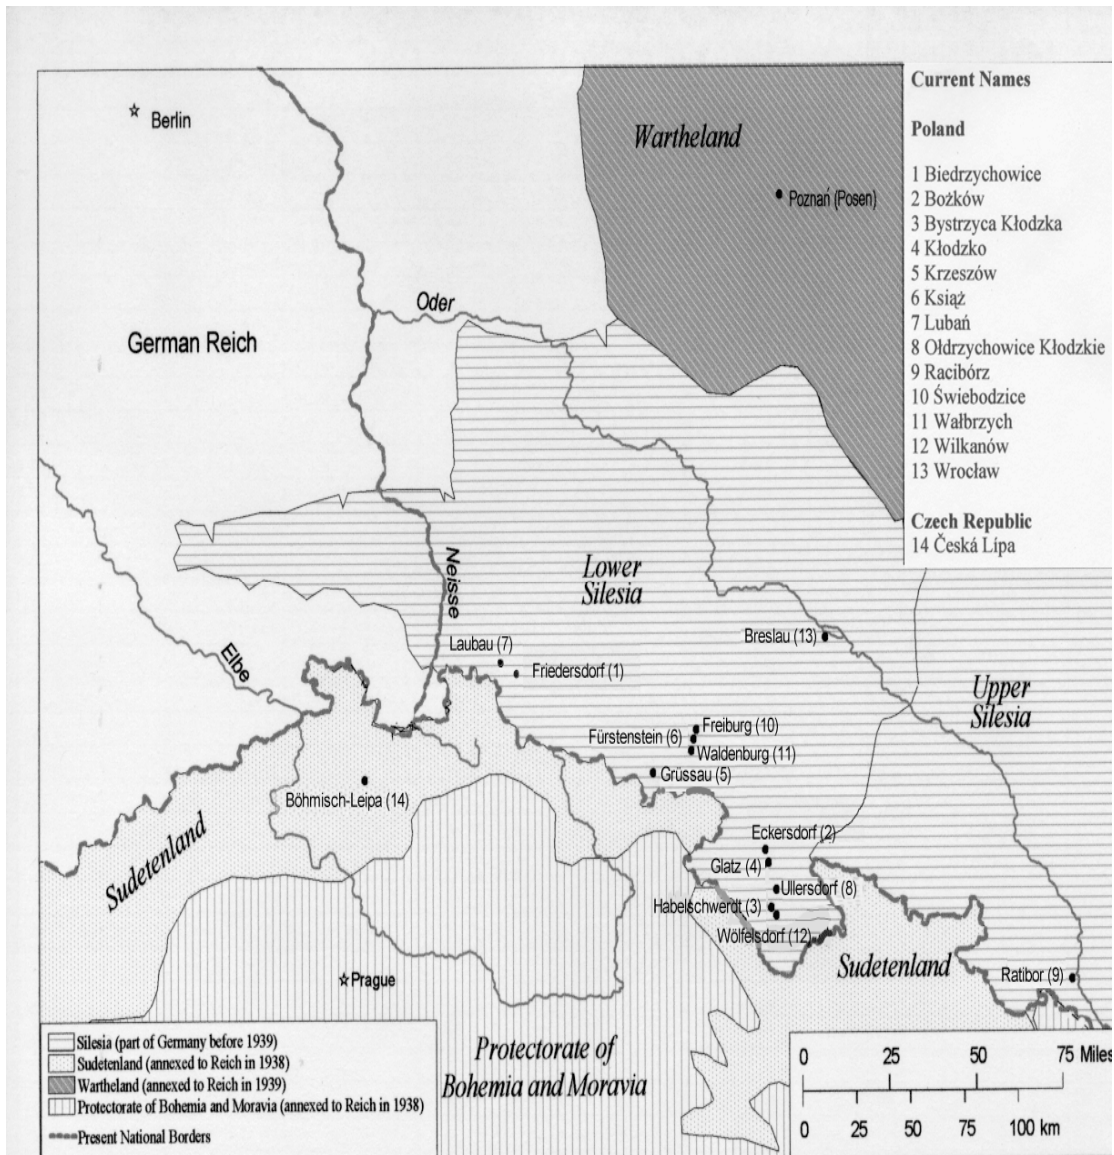 Berlin
Wartheland
Poznań (Posen)
Oder
German Reich
Neisse
Lower
Silesia
Elbe
Laubau (7)
Friedersdorf (1)
Breslau (13)
Upper
Silesia
Freiburg (10)
Fürstenstein (6)
Waldenburg (11)
Grüssau (5)
Böhmisch-Leipa (14)
Sudetenland
Eckersdorf (2)
Glatz (4)
Ullersdorf (8)
Habelschwerdt (3)
Wölfelsdorf (12)
Sudetenland
Ratibor (9)
Prague
Protectorate of
Bohemia and Moravia
Current Names
Poland
1 Biedrzychowice
2 Bożków
3 Bystrzyca Kłodzka
4 Kłodzko
5 Krzeszów
6 Książ
7 Lubań
8 Ołdrzychowice Kłodzkie
9 Racibórz
10 Świebodzice
11 Wałbrzych
12 Wilkanów
13 Wrocław
Czech Republic
14 Česká Lípa
Silesia (part of Germany before 1939)
Sudetenland (annexed to Reich in 1938)
Wartheland (annexed to Reich in 1939)
Protectorate of Bohemia and Moravia (annexed to Reich in 1938)
Present National Borders
0 25 50 75 Miles
0 25 50 75 100 km